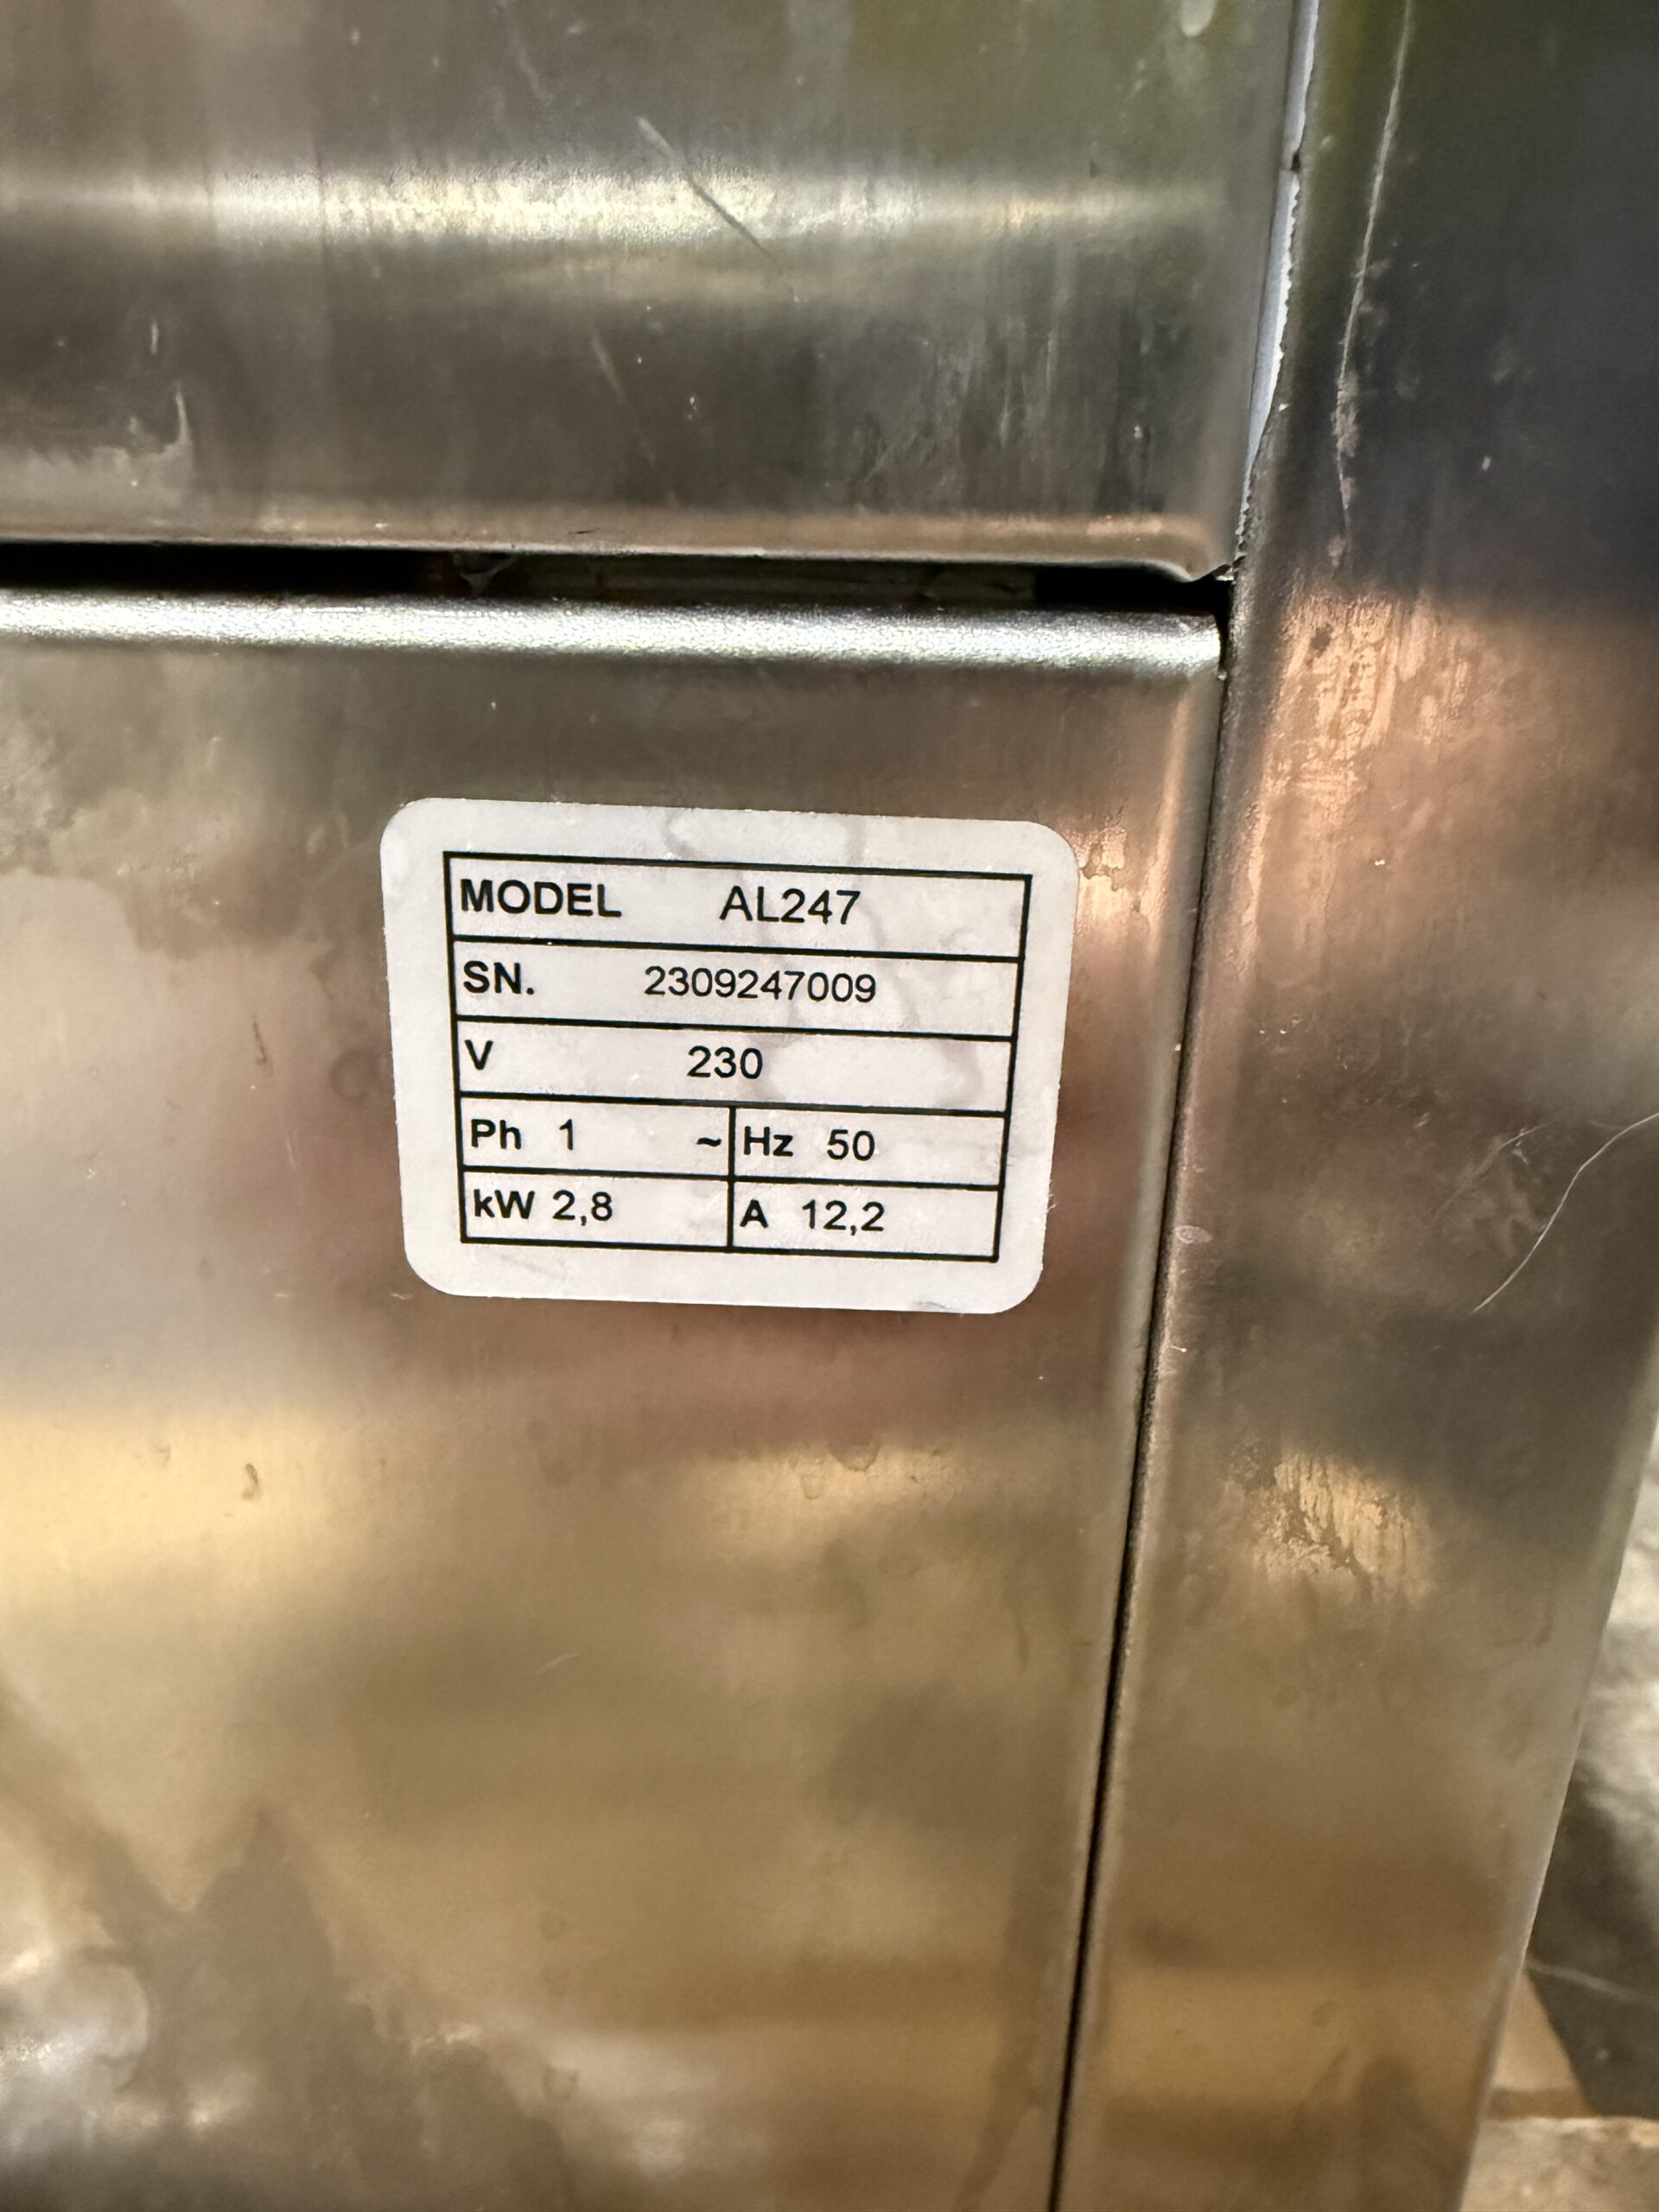 MODEL AL247
SN. 2309247009
V 230
Ph 1 ~ Hz 50
kW 2,8 A 12,2